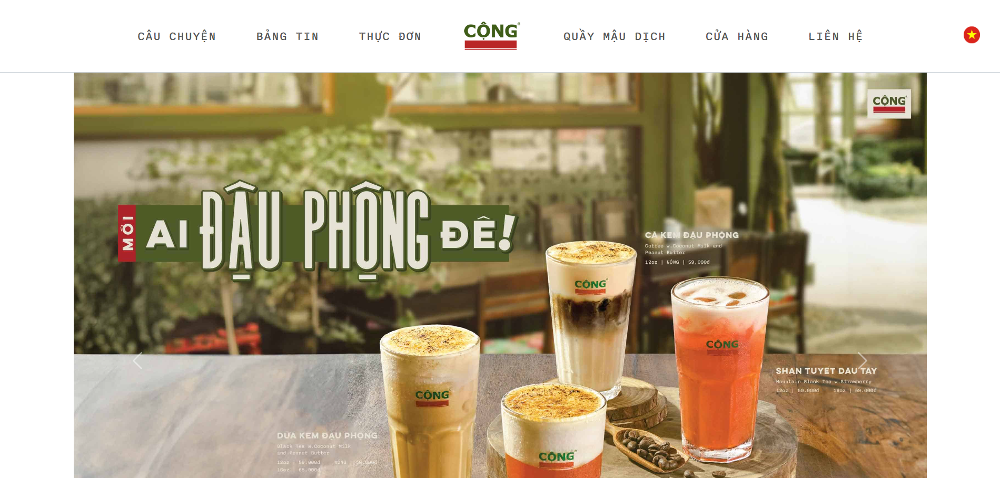 CÂU CHUYỆN
BẢNG TIN
THỰC ĐƠN
CỘNG®
QUẦY MẬU DỊCH
CỬA HÀNG
LIÊN HỆ
CỘNG
MỚI
AI ĐẬU PHỘNG ĐÊ!
CÀ KEM ĐẬU PHỘNG
Coffee w.Coconut Milk and
Peanut Butter
12oz | NÓNG | 59.000đ
CỘNG
CỘNG
SHAN TUYẾT DÂU TÂY
Mountain Black Tea w.Strawberry
12oz | 50.000đ 16oz | 59.000đ
CỘNG
DỪA KEM ĐẬU PHỘNG
Black Tea w.Coconut Milk
and Peanut Butter
12oz | 59.000đ NÓNG |
16oz | 65.000đ
CỘNG